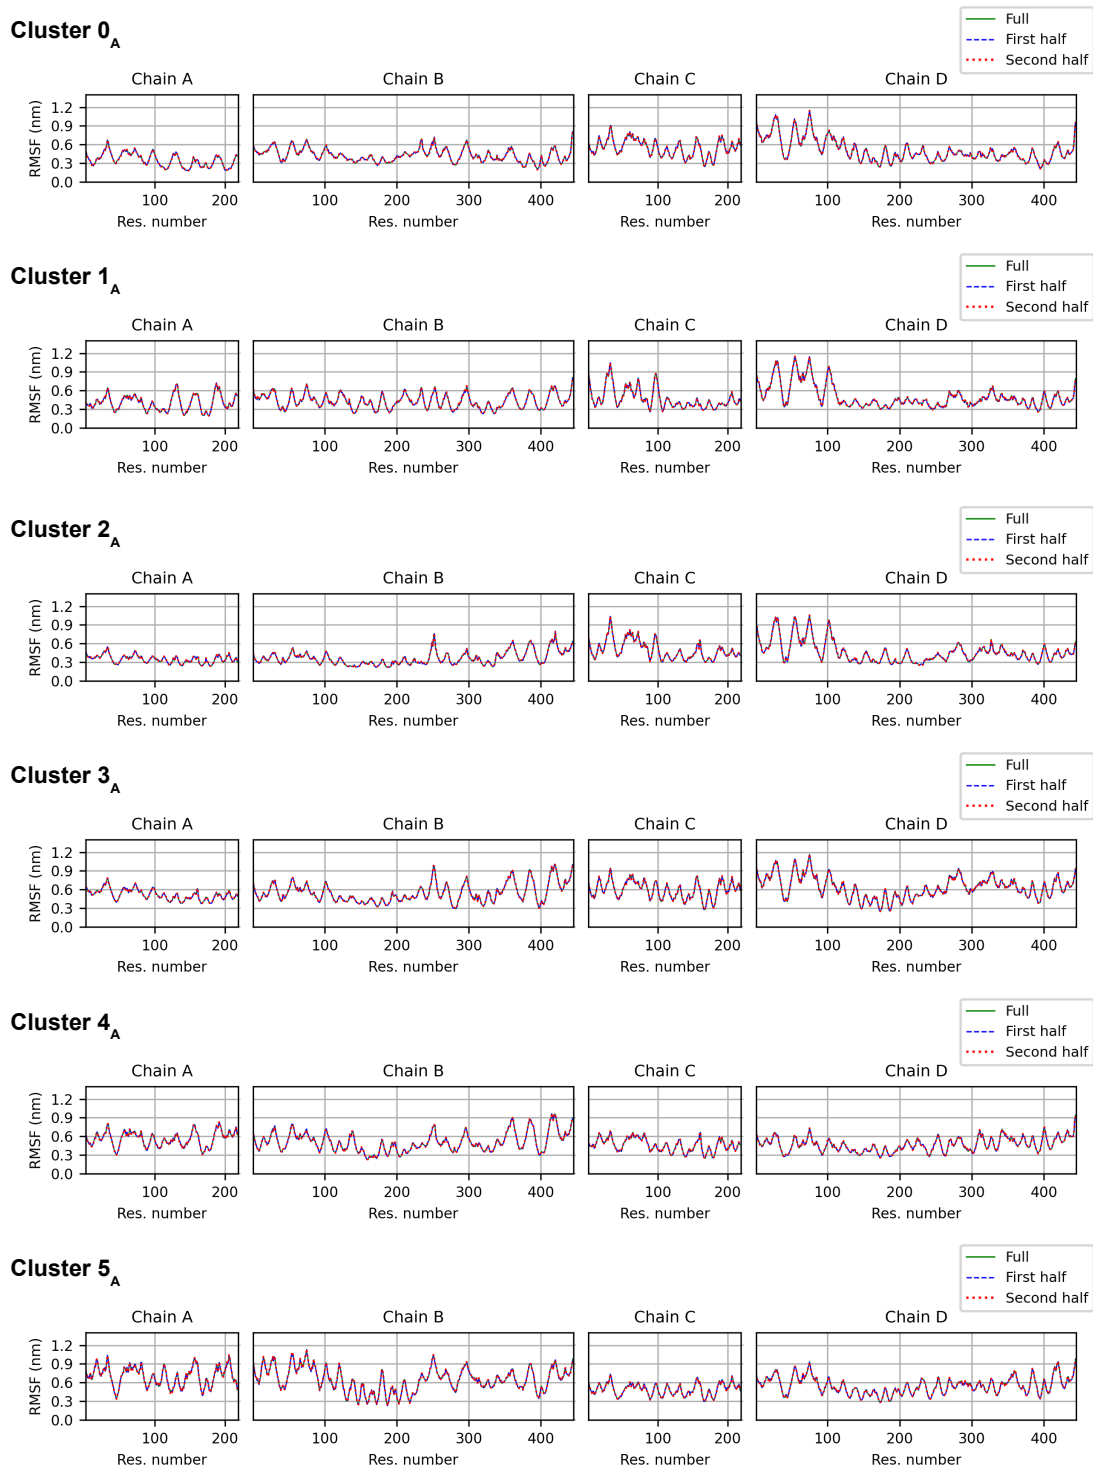 Full
First half
Second half
Cluster 0A
Chain A Chain B Chain C Chain D
RMSF (nm)
1.2
0.9
0.6
0.3
0.0
100 200 100 200 300 400 100 200 100 200 300 400
Res. number Res. number Res. number Res. number
Full
First half
Second half
Cluster 1A
Chain A Chain B Chain C Chain D
RMSF (nm)
1.2
0.9
0.6
0.3
0.0
100 200 100 200 300 400 100 200 100 200 300 400
Res. number Res. number Res. number Res. number
Full
First half
Second half
Cluster 2A
Chain A Chain B Chain C Chain D
RMSF (nm)
1.2
0.9
0.6
0.3
0.0
100 200 100 200 300 400 100 200 100 200 300 400
Res. number Res. number Res. number Res. number
Full
First half
Second half
Cluster 3A
Chain A Chain B Chain C Chain D
RMSF (nm)
1.2
0.9
0.6
0.3
0.0
100 200 100 200 300 400 100 200 100 200 300 400
Res. number Res. number Res. number Res. number
Full
First half
Second half
Cluster 4A
Chain A Chain B Chain C Chain D
RMSF (nm)
1.2
0.9
0.6
0.3
0.0
100 200 100 200 300 400 100 200 100 200 300 400
Res. number Res. number Res. number Res. number
Full
First half
Second half
Cluster 5A
Chain A Chain B Chain C Chain D
RMSF (nm)
1.2
0.9
0.6
0.3
0.0
100 200 100 200 300 400 100 200 100 200 300 400
Res. number Res. number Res. number Res. number